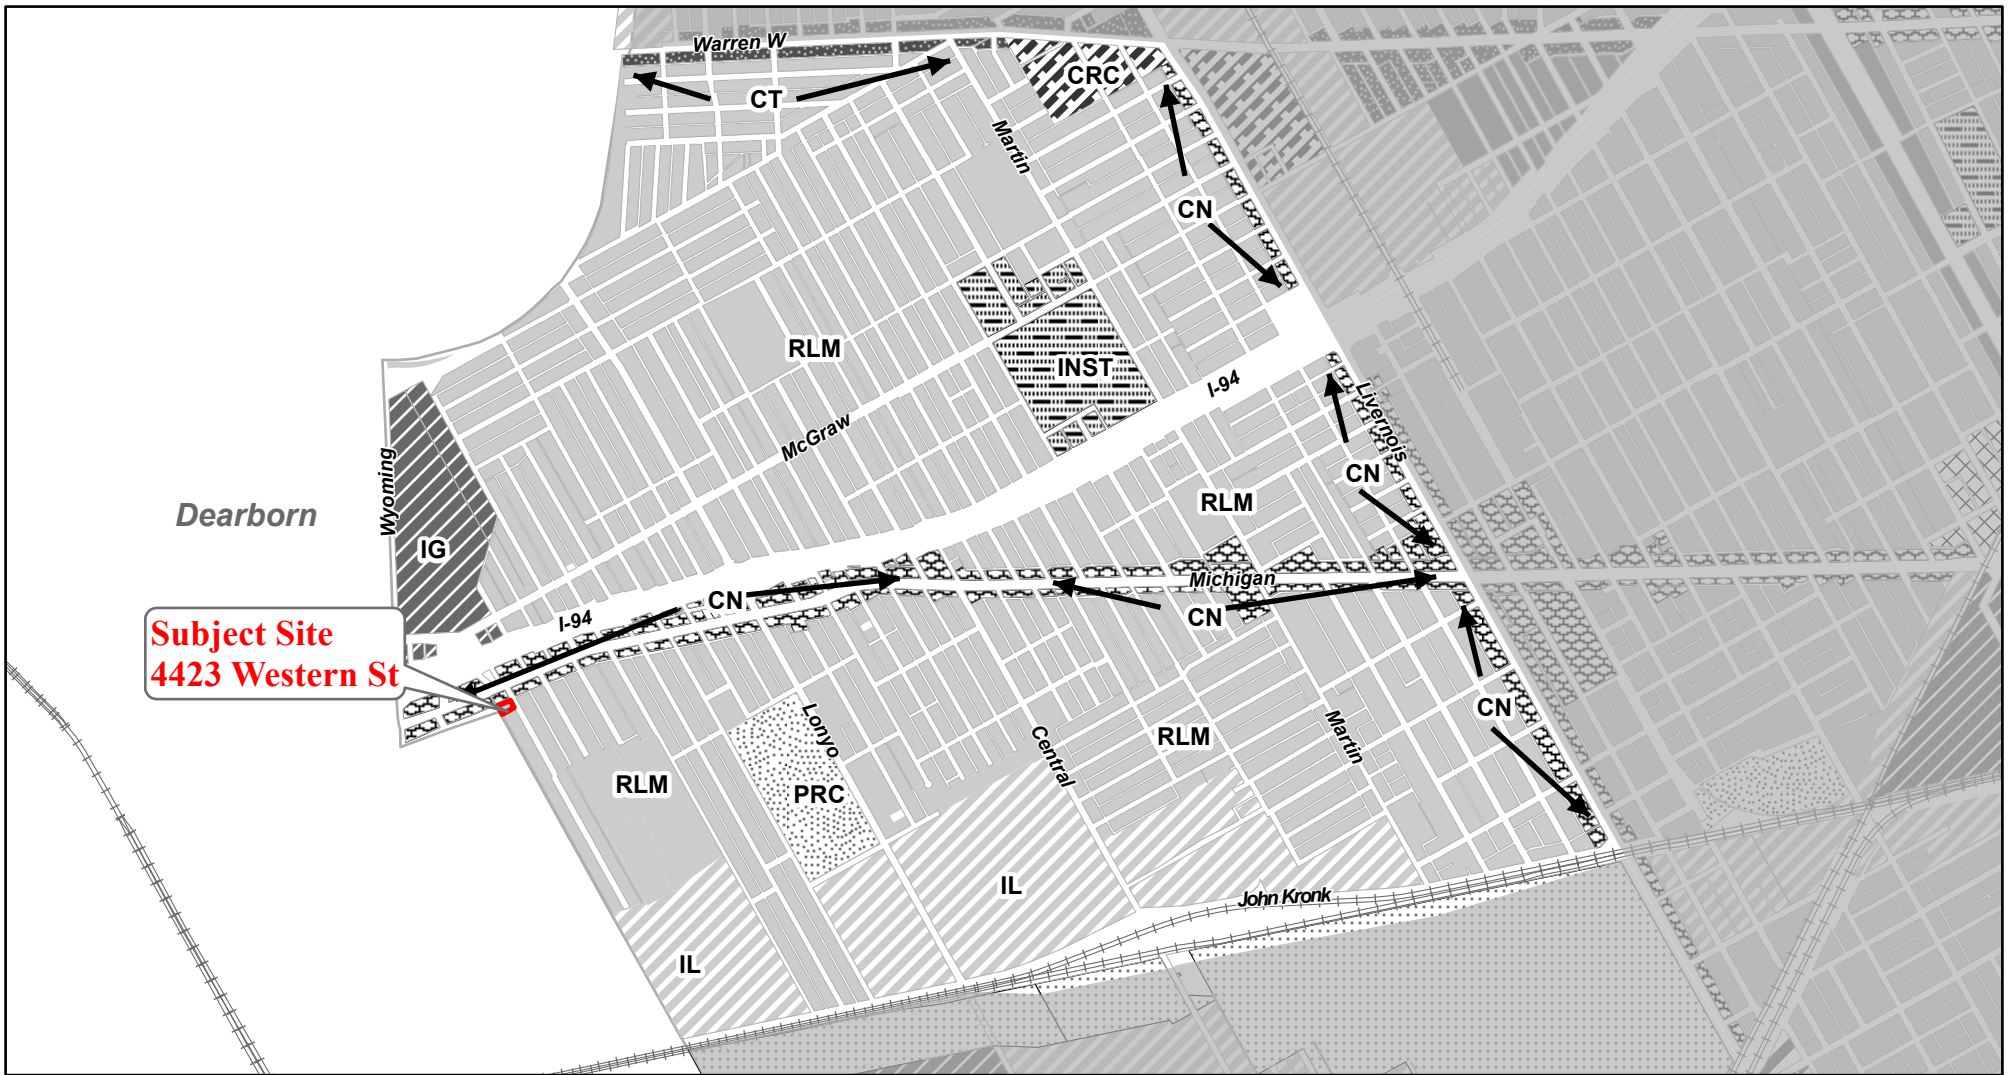 Warren W
CRC
CT
Martin
CN
RLM
INST
I-94
McGraw
Livernois
Wyoming
CN
RLM
Dearborn
IG
Michigan
CN
CN
I-94
Subject Site
4423 Western St
CN
Lonyo
Central
Martin
RLM
RLM
PRC
IL
John Kronk
IL